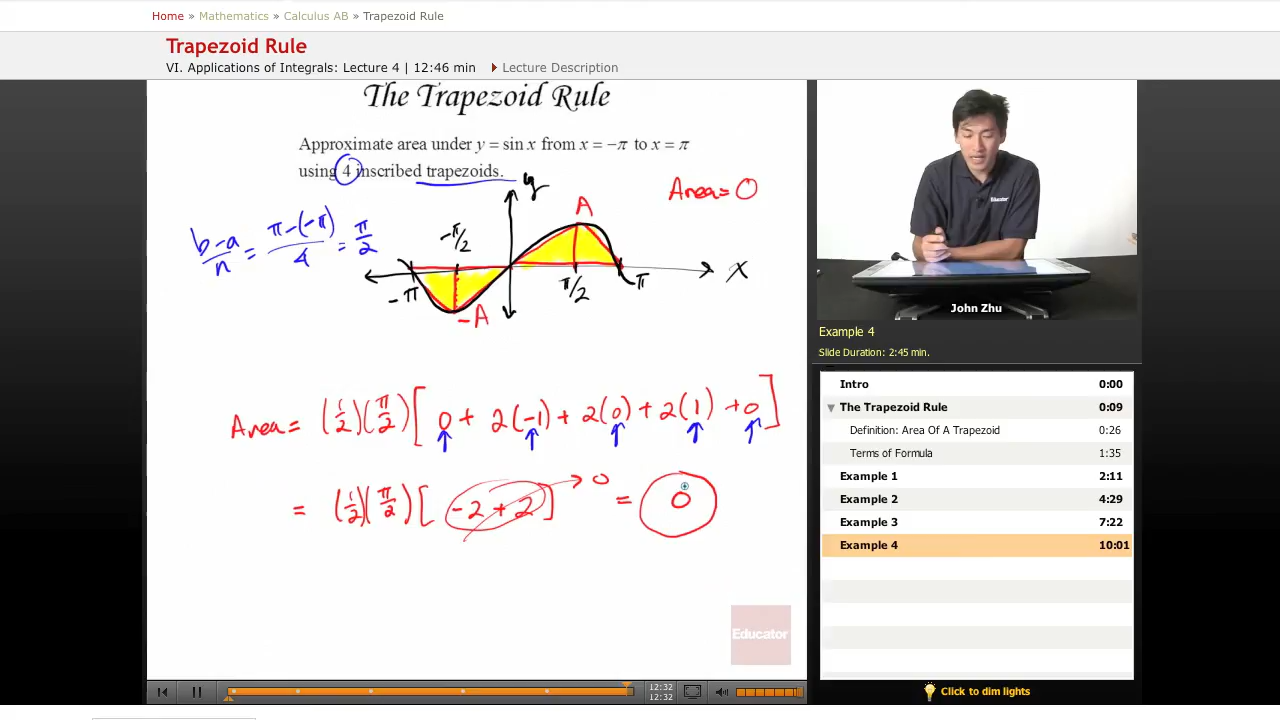 Home » Mathematics » Calculus AB » Trapezoid Rule
Trapezoid Rule
VI. Applications of Integrals: Lecture 4 | 12:46 min Lecture Description
The Trapezoid Rule
Approximate area under y = sin x from x = −π to x = π
using 4 inscribed trapezoids.
Area = 0
b-a/n = π-(-π)/4 = π/2
y
A
-π/2
x
-π
π/2
π
-A
Area = (1/2)(π/2)[0 + 2(-1) + 2(0) + 2(1) + 0]
= (1/2)(π/2)[-2 + 2] → 0 = 0
Educator
Educator
John Zhu
Example 4
Slide Duration: 2:45 min.
Intro 0:00
The Trapezoid Rule 0:09
Definition: Area Of A Trapezoid 0:26
Terms of Formula 1:35
Example 1 2:11
Example 2 4:29
Example 3 7:22
Example 4 10:01
12:32
12:32
Click to dim lights